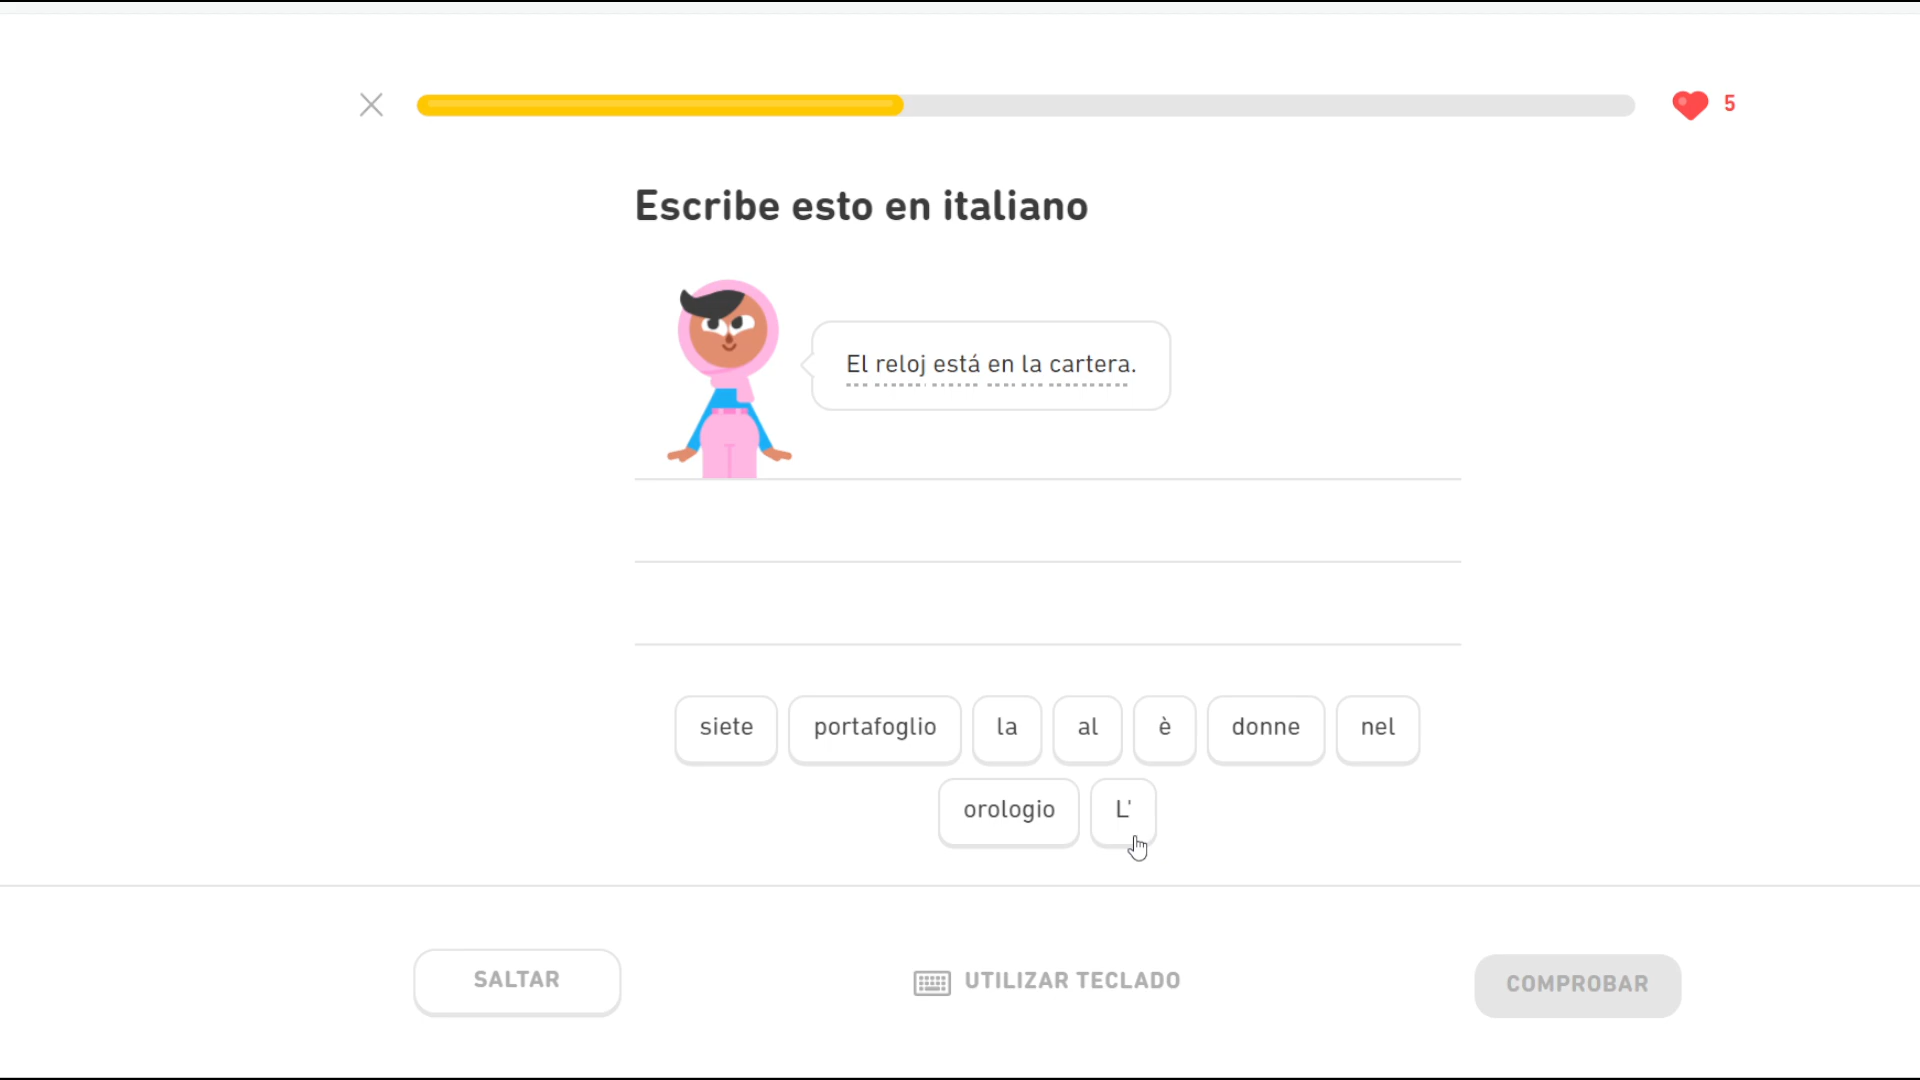 5
Escribe esto en italiano
El reloj está en la cartera.
siete portafoglio la al è donne nel
orologio L'
SALTAR UTILIZAR TECLADO COMPROBAR